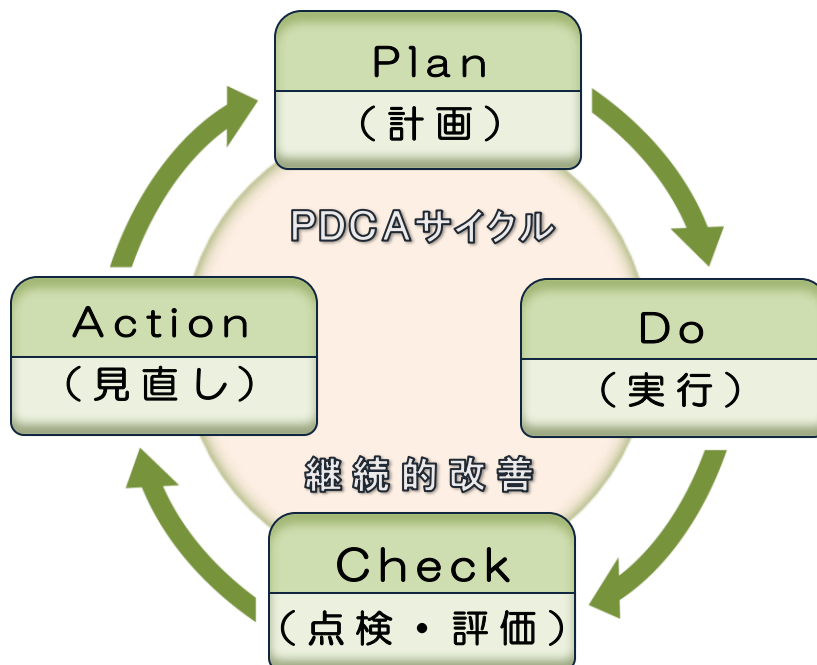 Plan
（計画）
PDCAサイクル
Action
（見直し）
Do
（実行）
継続的改善
Check
（点検・評価）